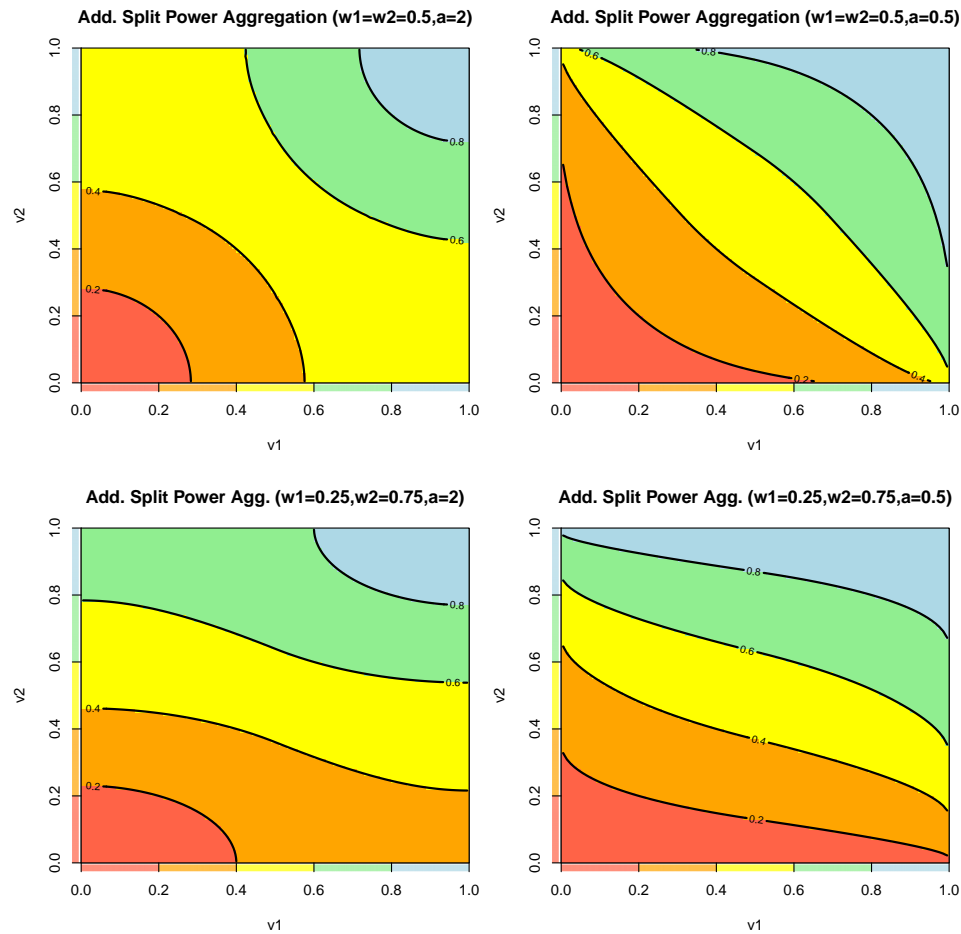 Add. Split Power Aggregation (w1=w2=0.5,a=2)
v2
0.0 0.2 0.4 0.6 0.8 1.0
0.8
0.4
0.6
0.2
0.0 0.2 0.4 0.6 0.8 1.0
v1
Add. Split Power Aggregation (w1=w2=0.5,a=0.5)
v2
0.0 0.2 0.4 0.6 0.8 1.0
0.6
0.8
0.2
0.4
0.0 0.2 0.4 0.6 0.8 1.0
v1
Add. Split Power Agg. (w1=0.25,w2=0.75,a=2)
v2
0.0 0.2 0.4 0.6 0.8 1.0
0.8
0.6
0.4
0.2
0.0 0.2 0.4 0.6 0.8 1.0
v1
Add. Split Power Agg. (w1=0.25,w2=0.75,a=0.5)
v2
0.0 0.2 0.4 0.6 0.8 1.0
0.8
0.6
0.4
0.2
0.0 0.2 0.4 0.6 0.8 1.0
v1